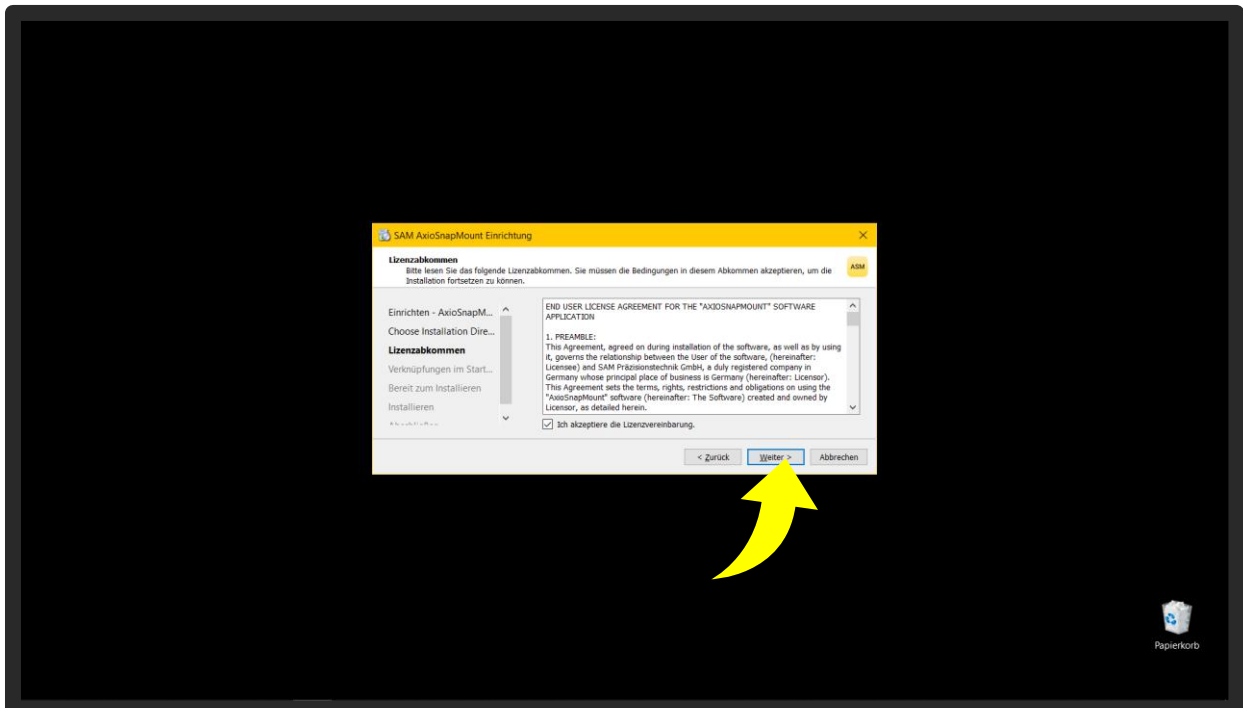 SAM AxioSnapMount Einrichtung
Lizenzabkommen
Bitte lesen Sie das folgende Lizenzabkommen. Sie müssen die Bedingungen in diesem Abkommen akzeptieren, um die
Installation fortsetzen zu können.
ASM
Einrichten - AxioSnapM...
Choose Installation Dire...
Lizenzabkommen
Verknüpfungen im Start...
Bereit zum Installieren
Installieren
END USER LICENSE AGREEMENT FOR THE "AXIOSNAPMOUNT" SOFTWARE
APPLICATION
1. PREAMBLE:
This Agreement, agreed on during installation of the software, as well as by using
it, governs the relationship between the User of the software, (hereinafter:
Licensee) and SAM Präzisionstechnik GmbH, a duly registered company in
Germany whose principal place of business is Germany (hereinafter: Licensor).
This Agreement sets the terms, rights, restrictions and obligations on using the
"AxioSnapMount" software (hereinafter: The Software) created and owned by
Licensor, as detailed herein.
Ich akzeptiere die Lizenzvereinbarung.
< Zurück
Weiter >
Abbrechen
Papierkorb